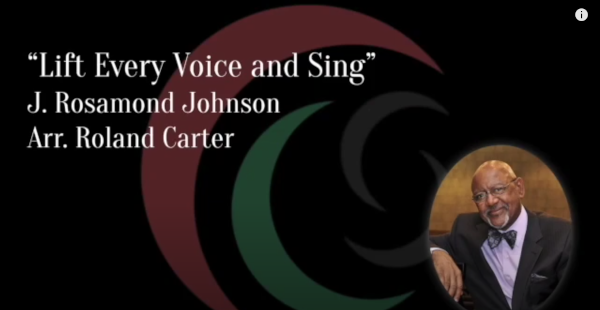 “Lift Every Voice and Sing”
J. Rosamond Johnson
Arr. Roland Carter